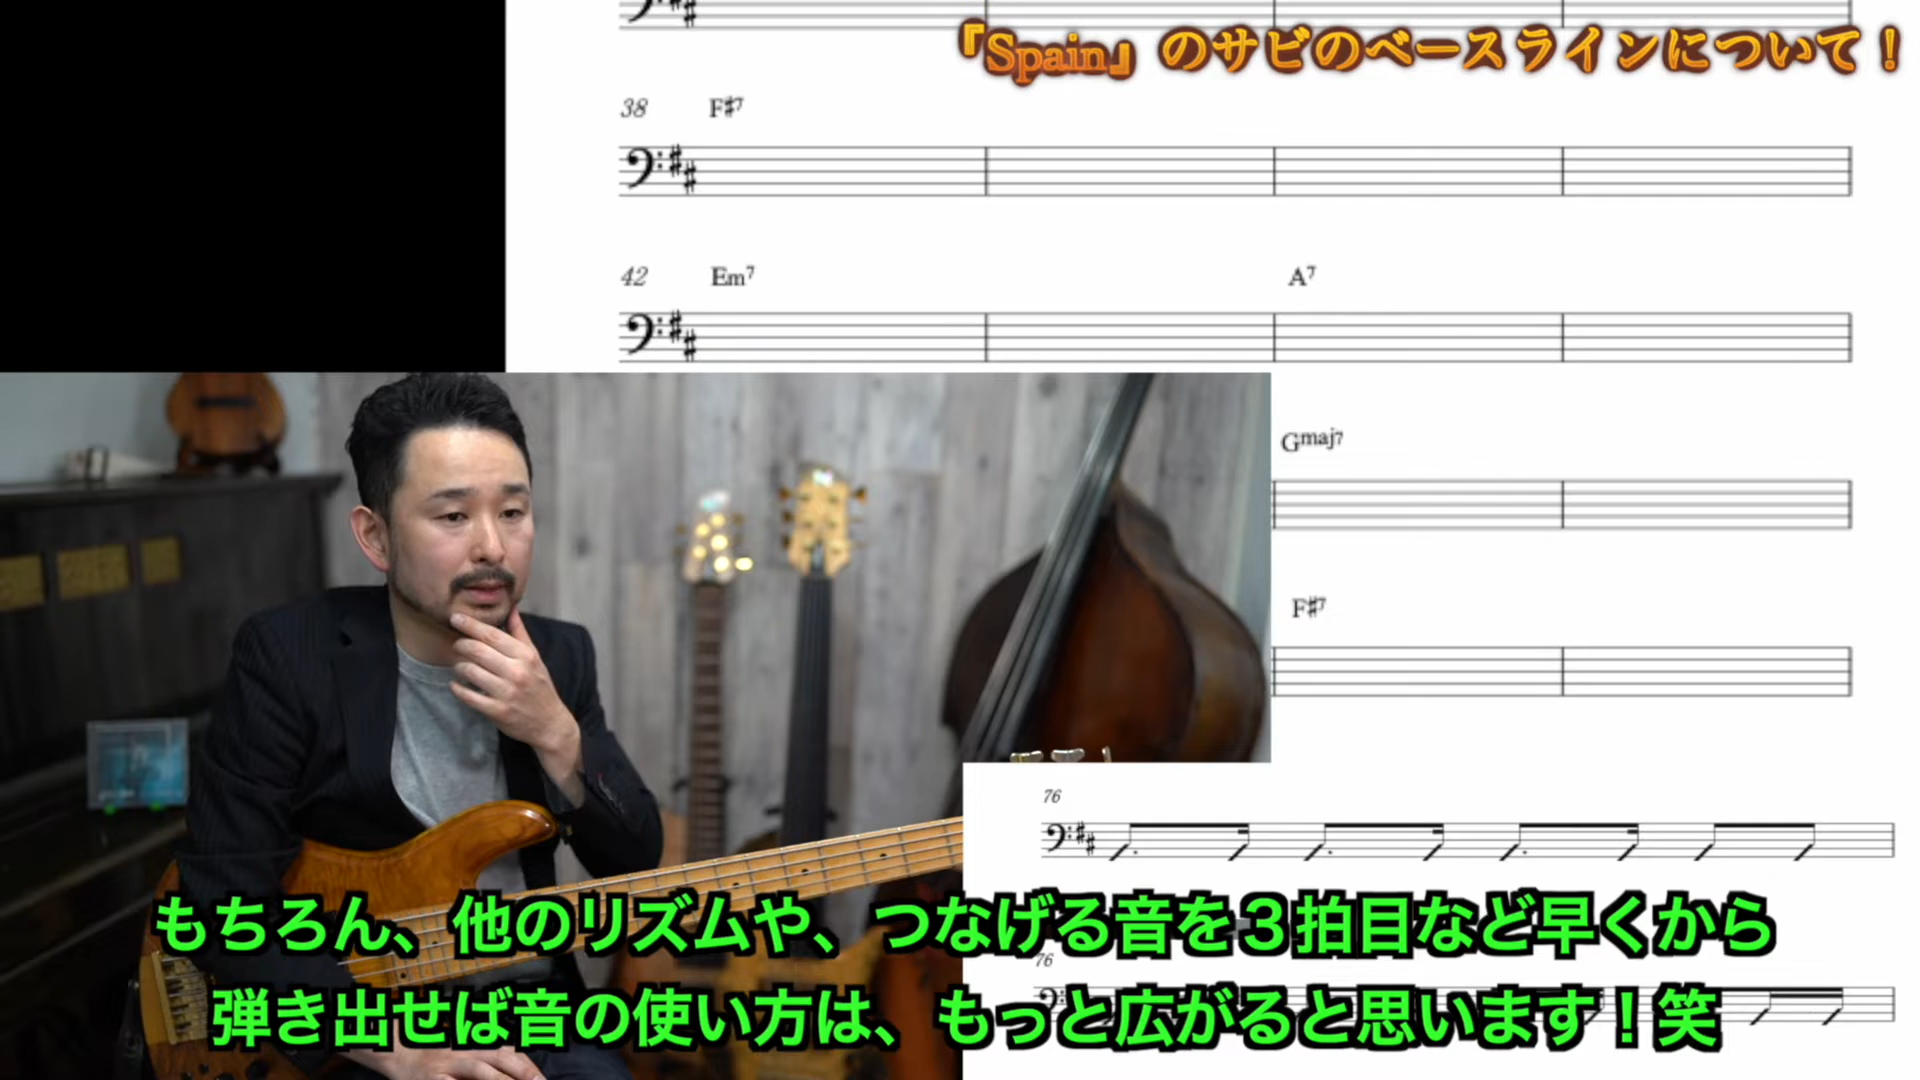 『Spain』のサビのベースラインについて！
38 F♯7
42 Em7 A7
Gmaj7
F♯7
76
76
もちろん、他のリズムや、つなげる音を３拍目など早くから
弾き出せば音の使い方は、もっと広がると思います！笑